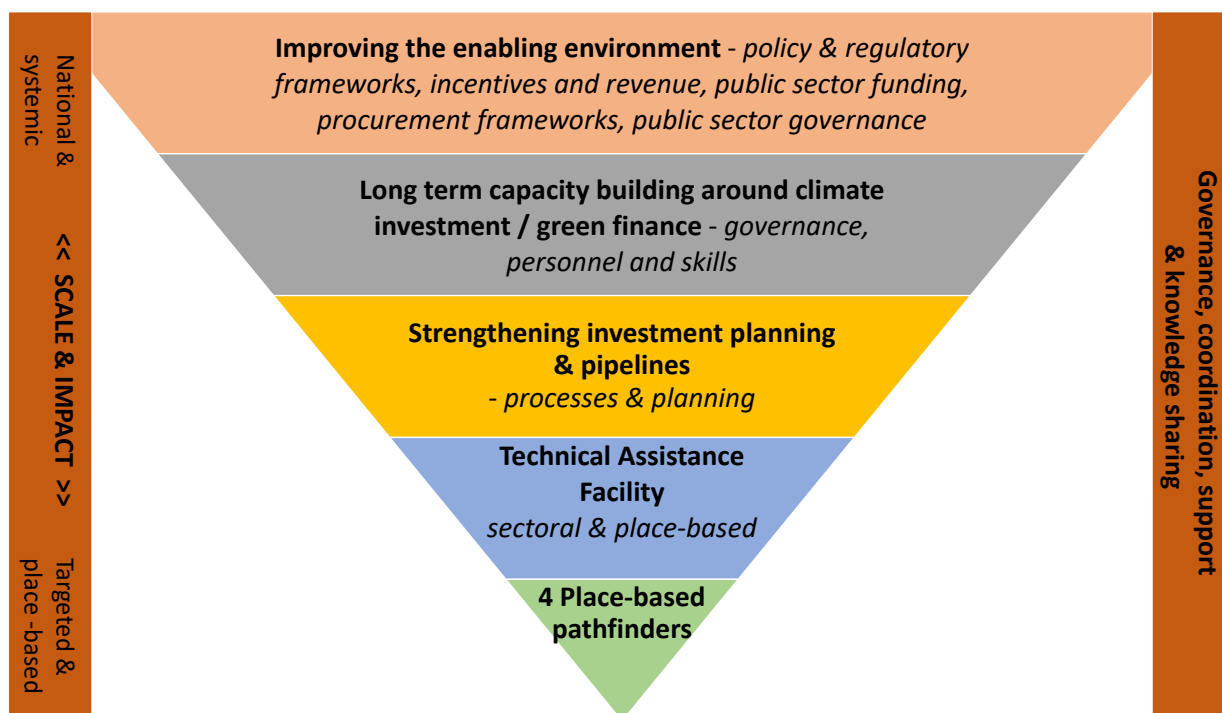 National &
systemic
<< SCALE & IMPACT >>
Targeted &
place -based
Improving the enabling environment - policy & regulatory
frameworks, incentives and revenue, public sector funding,
procurement frameworks, public sector governance
Long term capacity building around climate
investment / green finance - governance,
personnel and skills
Strengthening investment planning
& pipelines
- processes & planning
Technical Assistance
Facility
sectoral & place-based
4 Place-based
pathfinders
Governance, coordination, support
& knowledge sharing